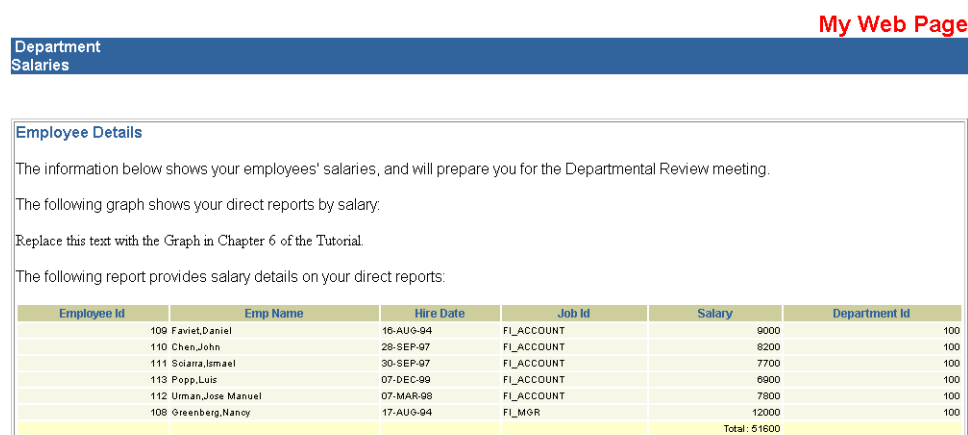 My Web Page
Department
Salaries
Employee Details
The information below shows your employees' salaries, and will prepare you for the Departmental Review meeting.
The following graph shows your direct reports by salary:
Replace this text with the Graph in Chapter 6 of the Tutorial.
The following report provides salary details on your direct reports:
Employee Id Emp Name Hire Date Job Id Salary Department Id
109 Faviet,Daniel 16-AUG-94 FI_ACCOUNT 9000 100
110 Chen,John 28-SEP-97 FI_ACCOUNT 8200 100
111 Sciarra,Ismael 30-SEP-97 FI_ACCOUNT 7700 100
113 Popp,Luis 07-DEC-99 FI_ACCOUNT 6900 100
112 Urman,Jose Manuel 07-MAR-98 FI_ACCOUNT 7800 100
108 Greenberg,Nancy 17-AUG-94 FI_MGR 12000 100
Total: 51600